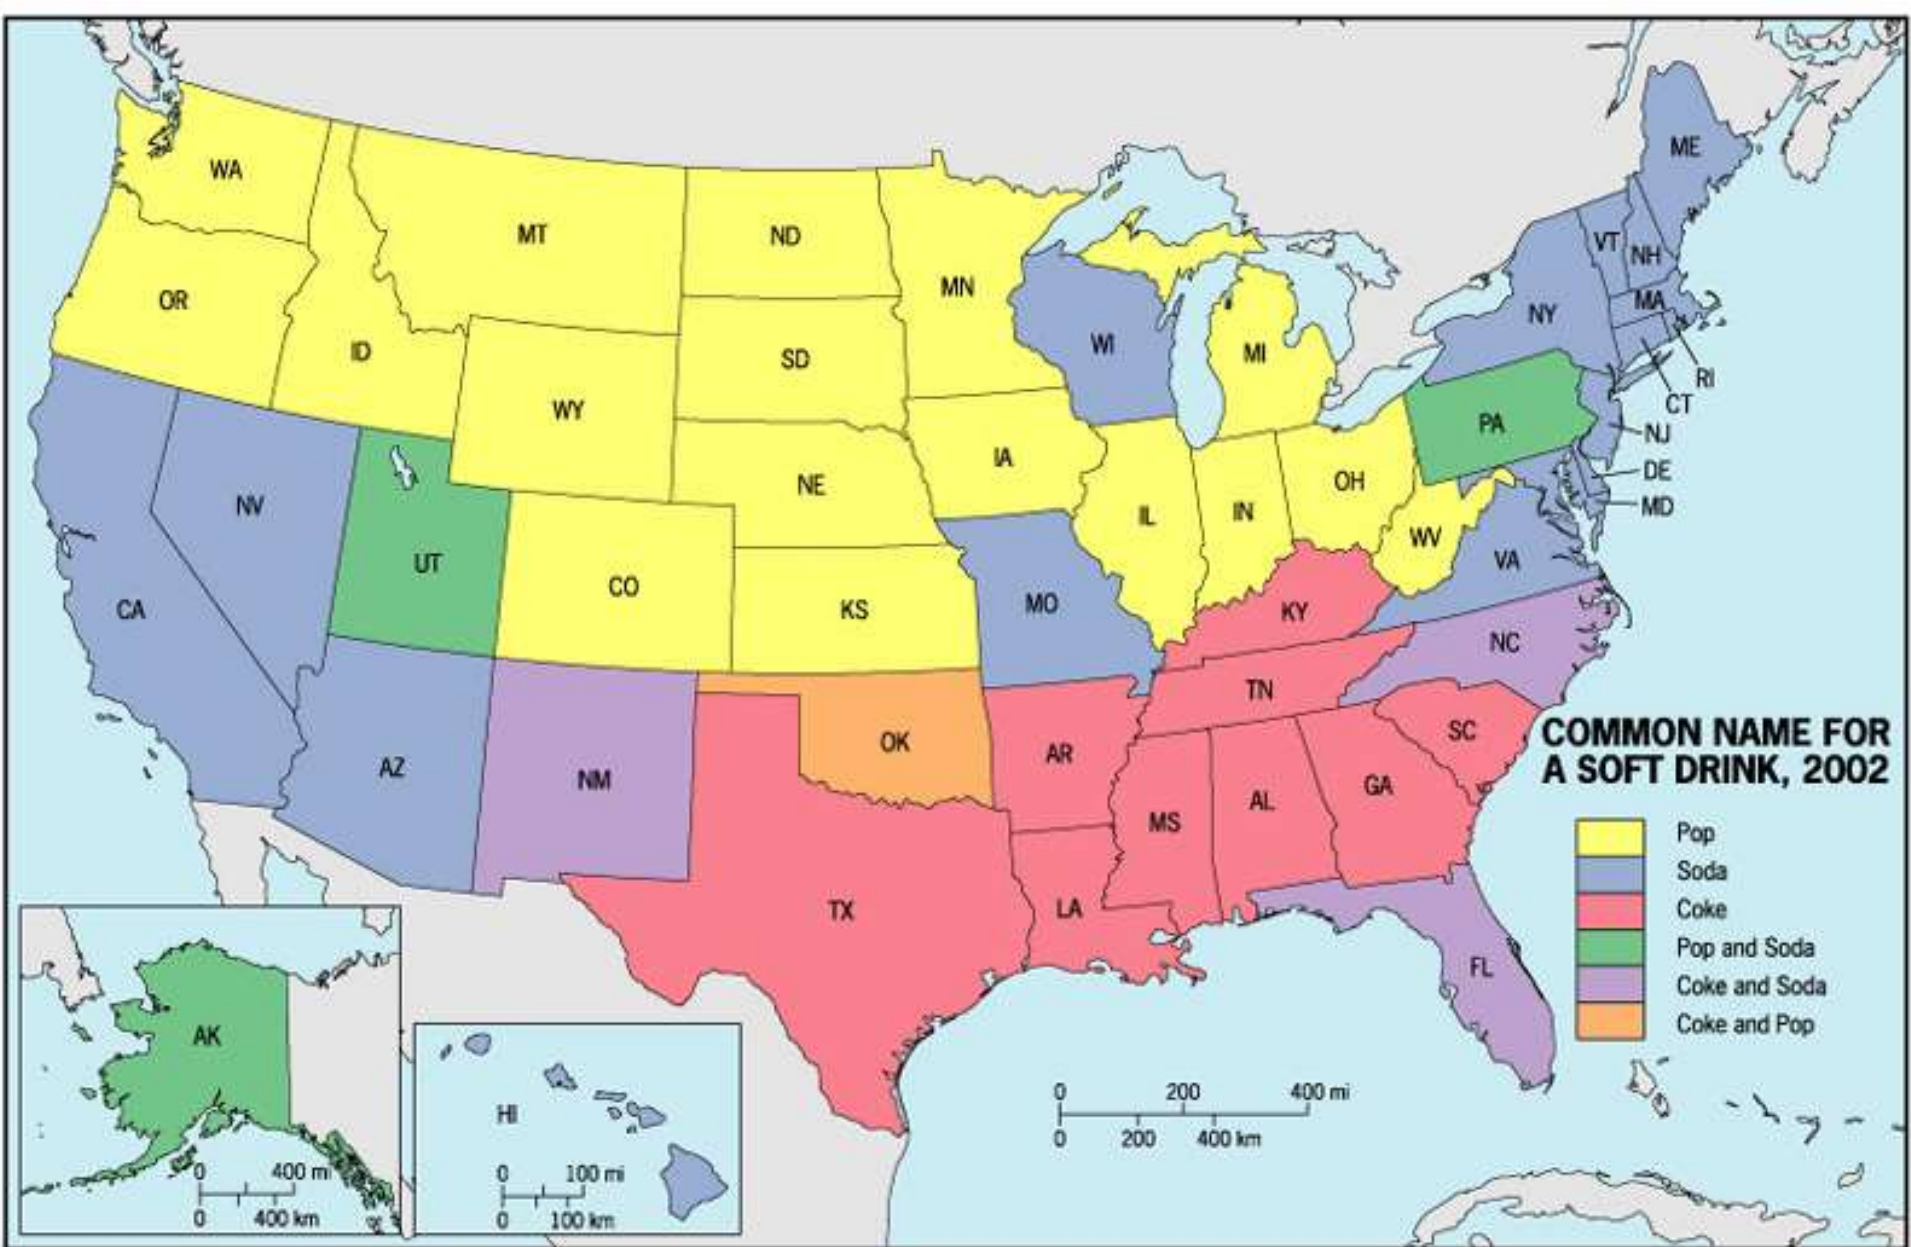 WA
MT
ND
MN
ME
VT
NH
OR
ID
WY
SD
WI
MI
NY
MA
RI
CT
NJ
DE
MD
PA
NE
IA
IL
IN
OH
WV
VA
NV
UT
CO
KS
MO
KY
CA
NC
TN
AZ
NM
OK
AR
SC
MS
AL
GA
TX
LA
FL
COMMON NAME FOR
A SOFT DRINK, 2002
Pop
Soda
Coke
Pop and Soda
Coke and Soda
Coke and Pop
AK
0 400 mi
0 400 km
HI
0 100 mi
0 100 km
0 200 400 mi
0 200 400 km